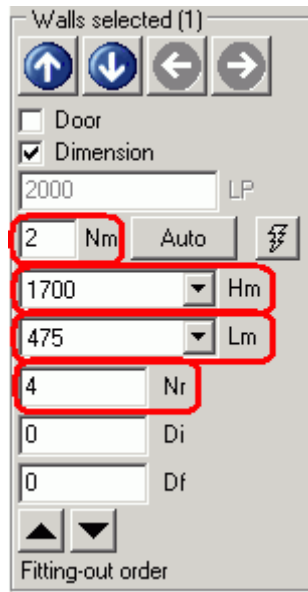 Walls selected (1)
Door
Dimension
2000 LP
2 Nm Auto
1700 Hm
475 Lm
4 Nr
0 Di
0 Df
Fitting-out order